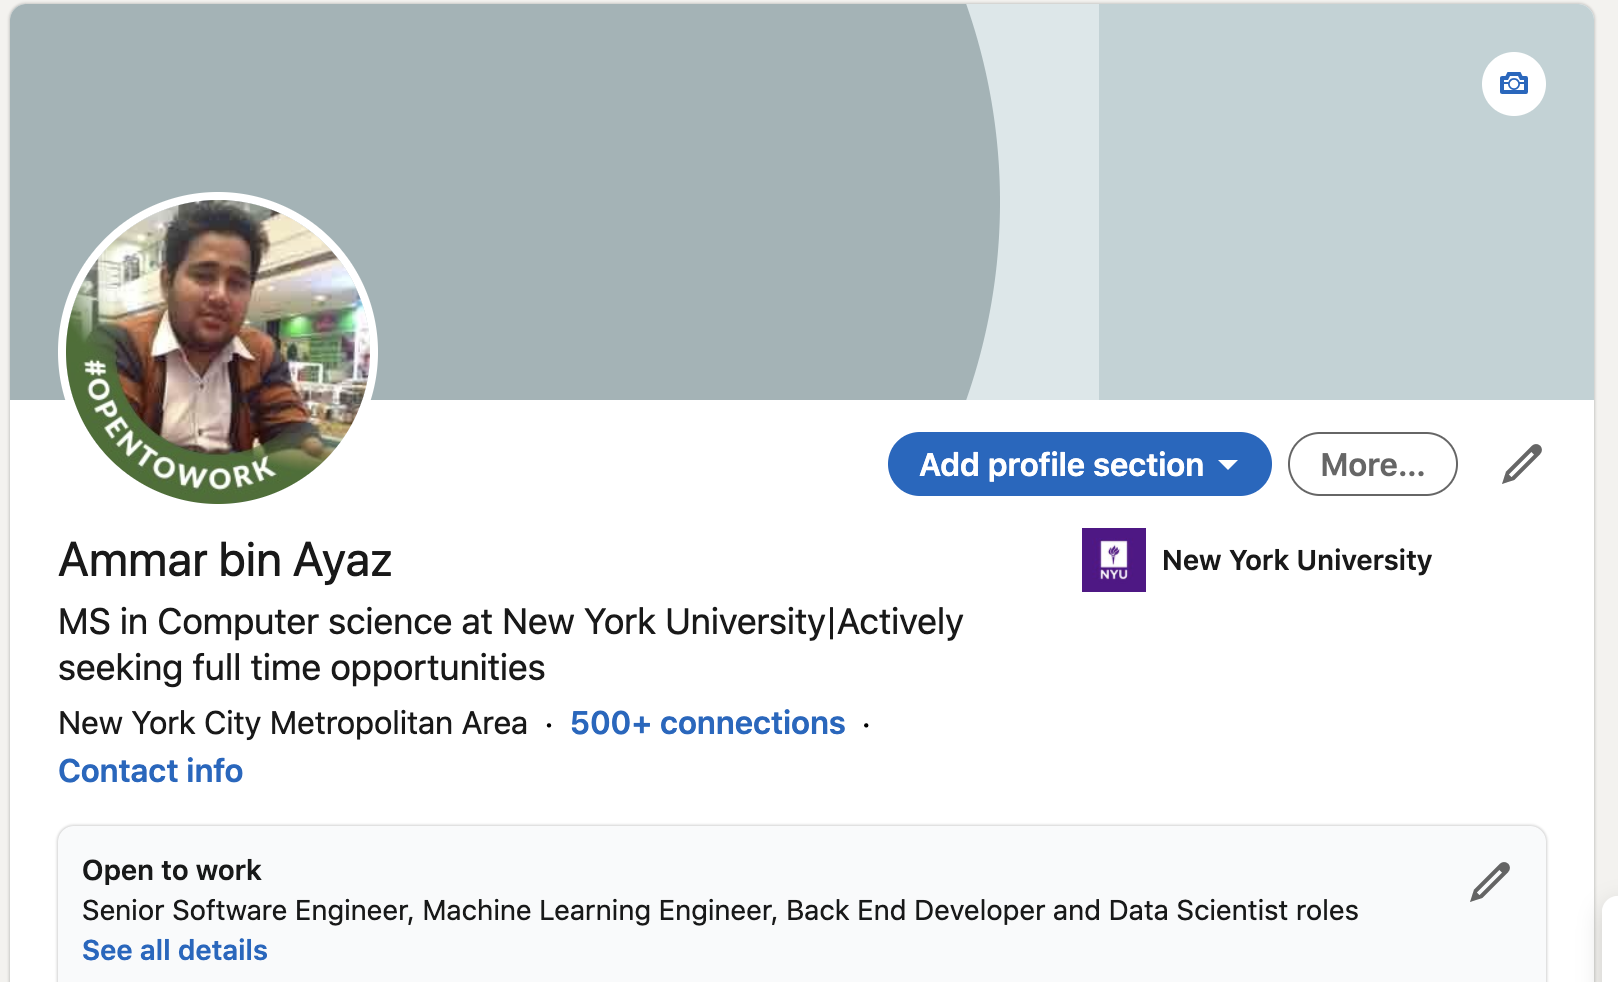 #OPENTOWORK
Add profile section
More...
Ammar bin Ayaz
NYU
New York University
MS in Computer science at New York University|Actively
seeking full time opportunities
New York City Metropolitan Area · 500+ connections ·
Contact info
Open to work
Senior Software Engineer, Machine Learning Engineer, Back End Developer and Data Scientist roles
See all details